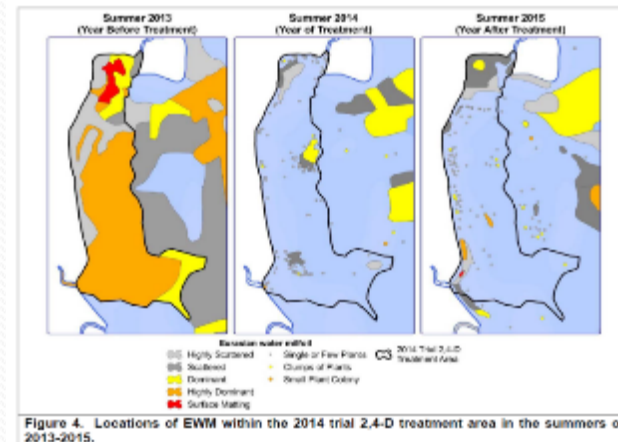 Summer 2013
(Year Before Treatment)
Summer 2014
(Year of Treatment)
Summer 2015
(Year After Treatment)
Eurasian water milfoil
Highly Scattered
Scattered
Dominant
Highly Dominant
Surface Matting
Single or Few Plants
Clumps of Plants
Small Plant Colony
2014 Trial 2,4-D
Treatment Area
Figure 4. Locations of EWM within the 2014 trial 2,4-D treatment area in the summers o
2013-2015.